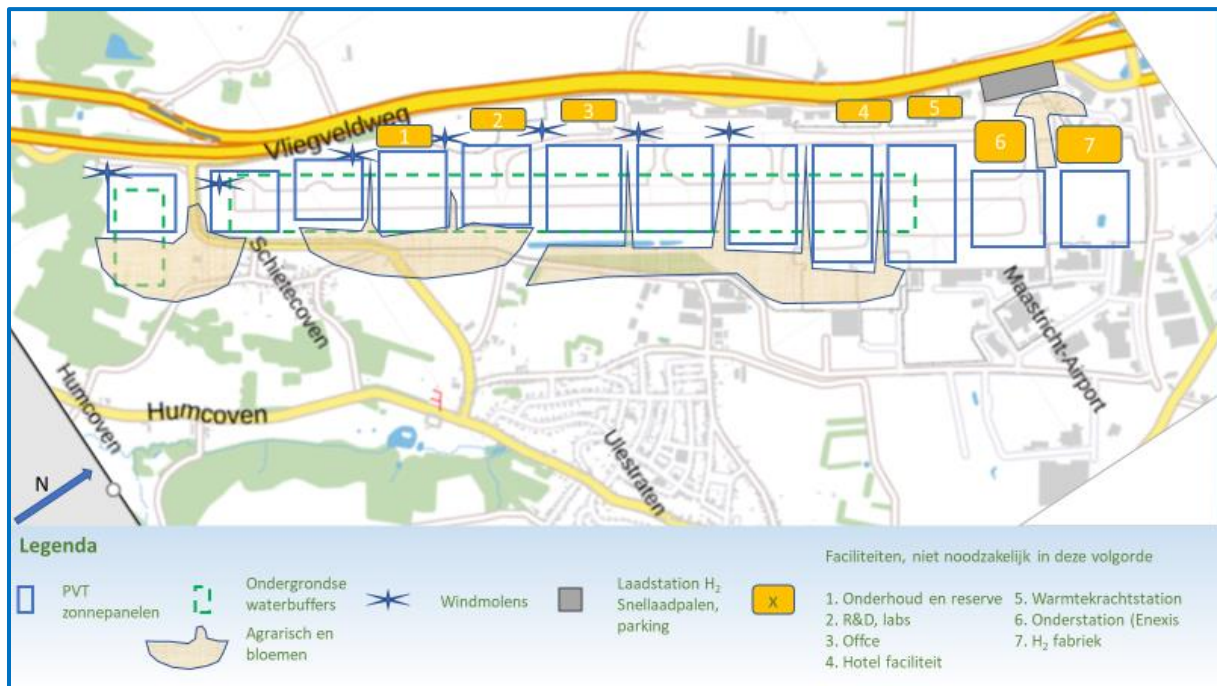 Vliegveldweg
1
2
3
4
5
6
7
Schietecoven
Humcoven
Humcoven
Ulestraten
Maastricht-Airport
N
Legenda
PVT
zonnepanelen
Ondergrondse
waterbuffers
Windmolens
Laadstation H₂
Snellaadpalen,
parking
Agrarisch en
bloemen
x
Faciliteiten, niet noodzakelijk in deze volgorde
1. Onderhoud en reserve
2. R&D, labs
3. Offce
4. Hotel faciliteit
5. Warmtekrachtstation
6. Onderstation (Enexis
7. H₂ fabriek